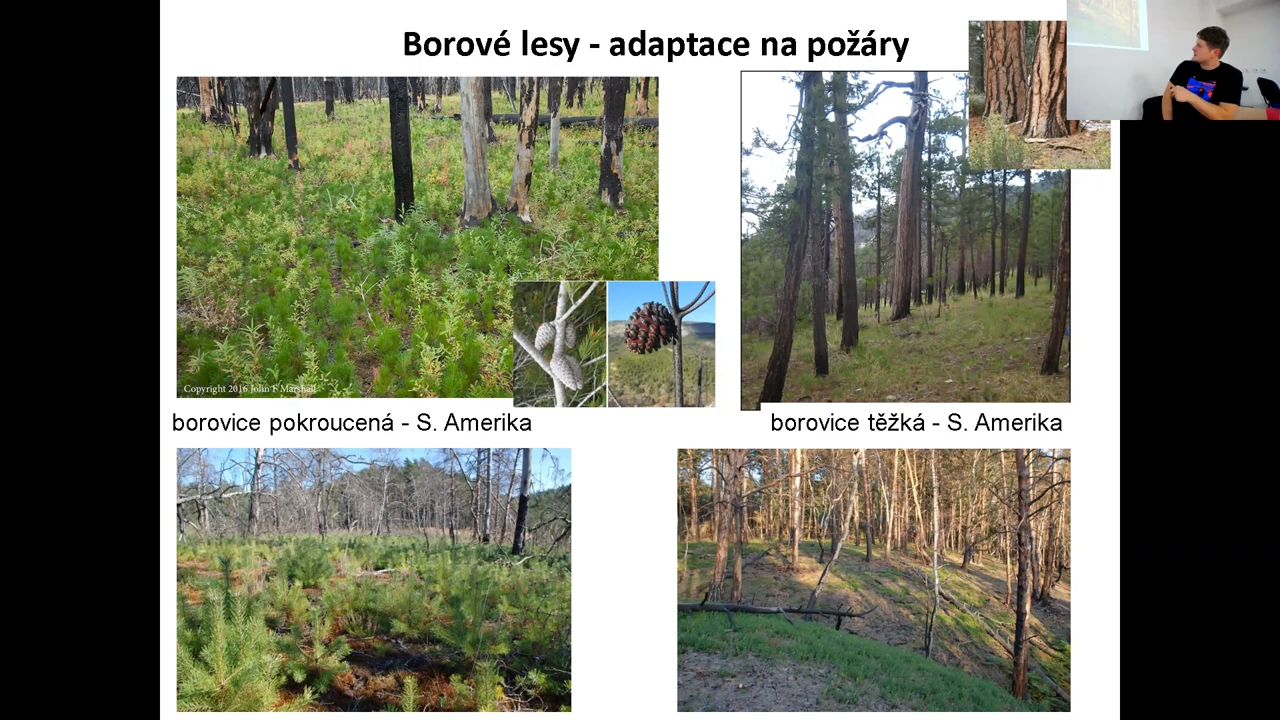 Borové lesy - adaptace na požáry
Copyright 2016 John F Marshall
borovice pokroucená - S. Amerika
borovice těžká - S. Amerika